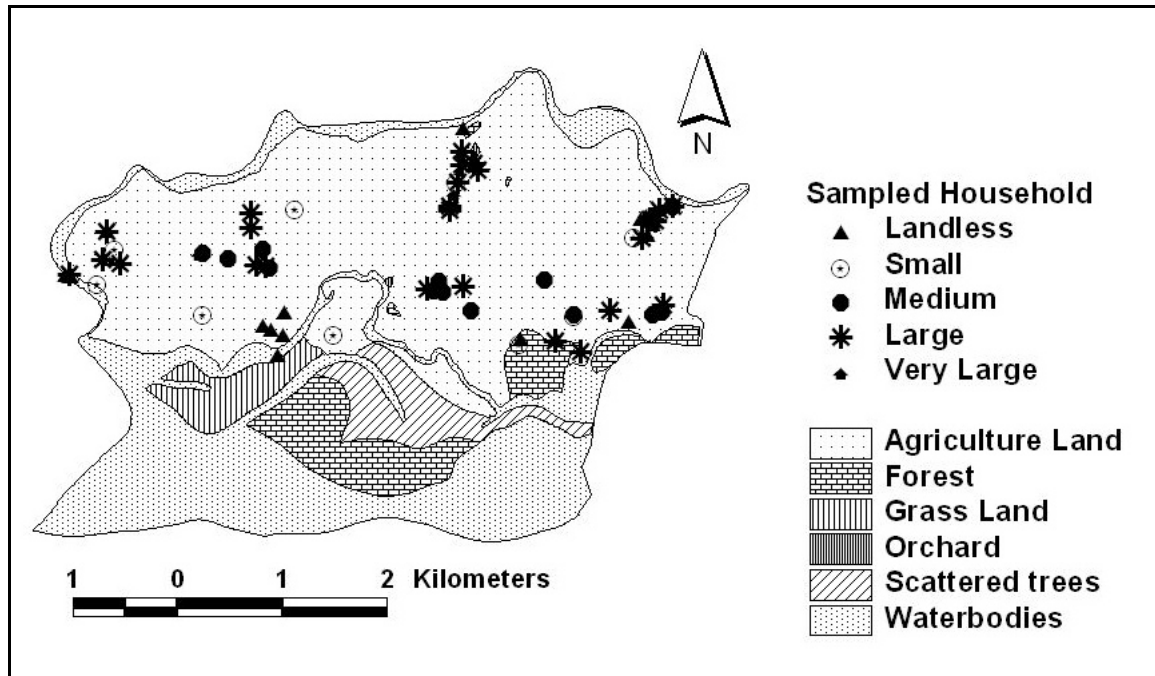 N
Sampled Household
Landless
Small
Medium
Large
Very Large
Agriculture Land
Forest
Grass Land
Orchard
Scattered trees
Waterbodies
1 0 1 2 Kilometers